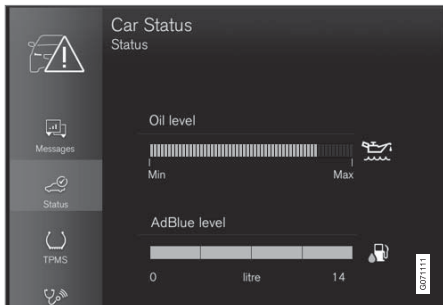 Car Status
Status
Messages
Status
TPMS
Oil level
Min Max
AdBlue level
0 litre 14
G071111